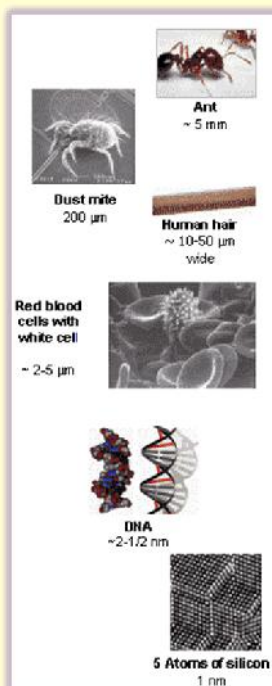 Ant
~ 5 mm
Dust mite
200 µm
Human hair
~ 10-50 µm
wide
Red blood
cells with
white cell
~ 2-5 µm
DNA
~2-1/2 nm
5 Atoms of silicon
1 nm